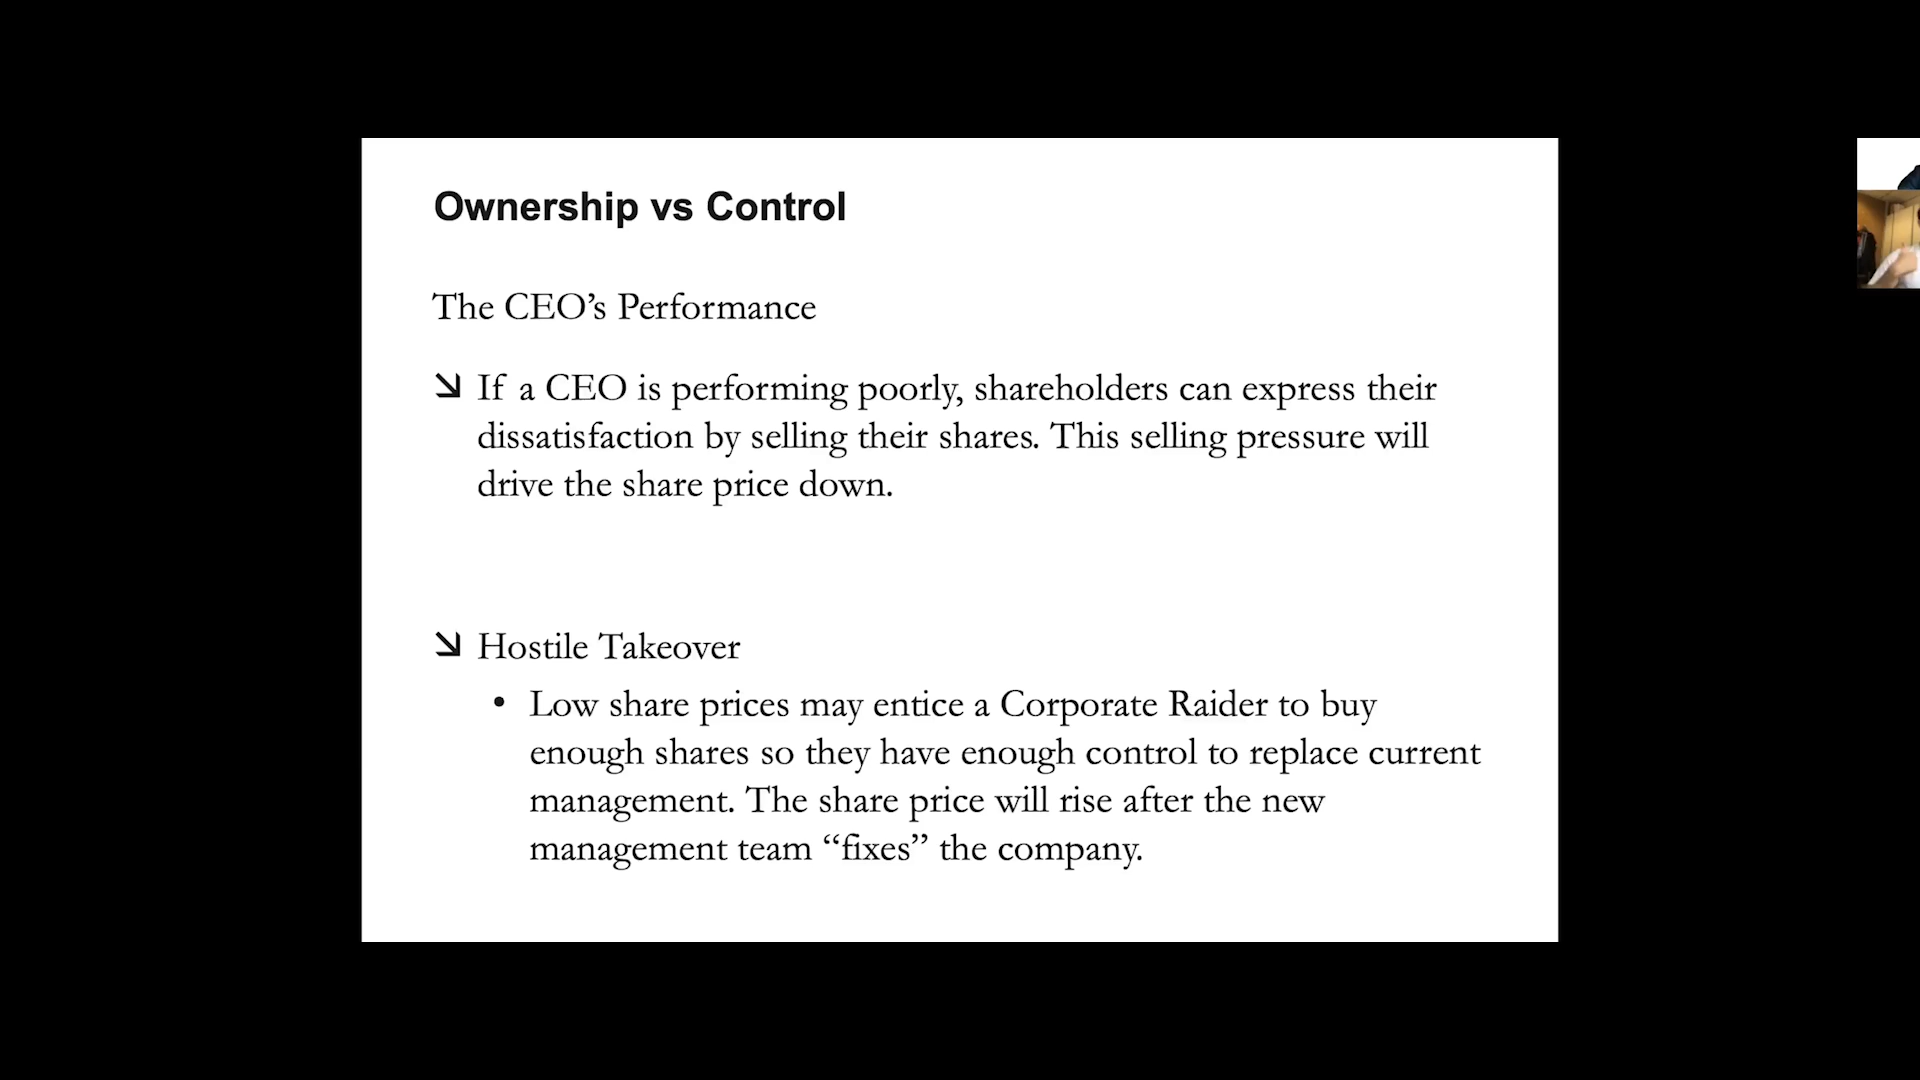 Ownership vs Control
The CEO’s Performance
If a CEO is performing poorly, shareholders can express their
dissatisfaction by selling their shares. This selling pressure will
drive the share price down.
Hostile Takeover
• Low share prices may entice a Corporate Raider to buy
enough shares so they have enough control to replace current
management. The share price will rise after the new
management team “fixes” the company.